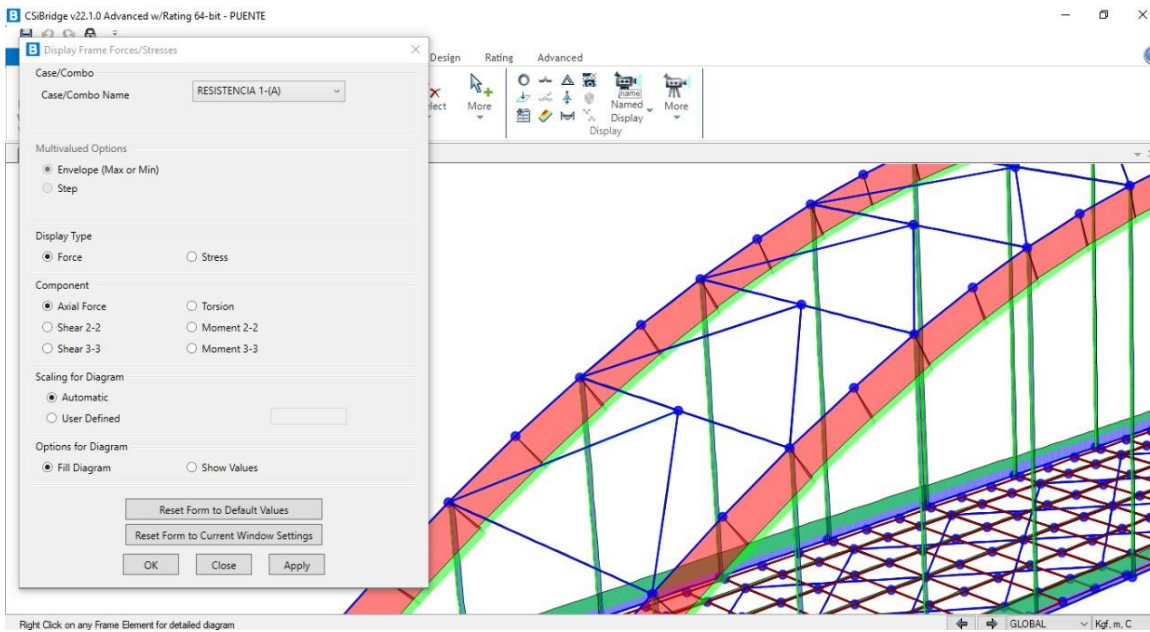 CSiBridge v22.1.0 Advanced w/Rating 64-bit - PUENTE
Display Frame Forces/Stresses
Design Rating Advanced
Case/Combo
Case/Combo Name RESISTENCIA 1-(A)
More
name
Named
Display
More
Display
Multivalued Options
Envelope (Max or Min)
Step
Display Type
Force Stress
Component
Axial Force Torsion
Shear 2-2 Moment 2-2
Shear 3-3 Moment 3-3
Scaling for Diagram
Automatic
User Defined
Options for Diagram
Fill Diagram Show Values
Reset Form to Default Values
Reset Form to Current Window Settings
OK Close Apply
Right Click on any Frame Element for detailed diagram
GLOBAL Kgf, m, C